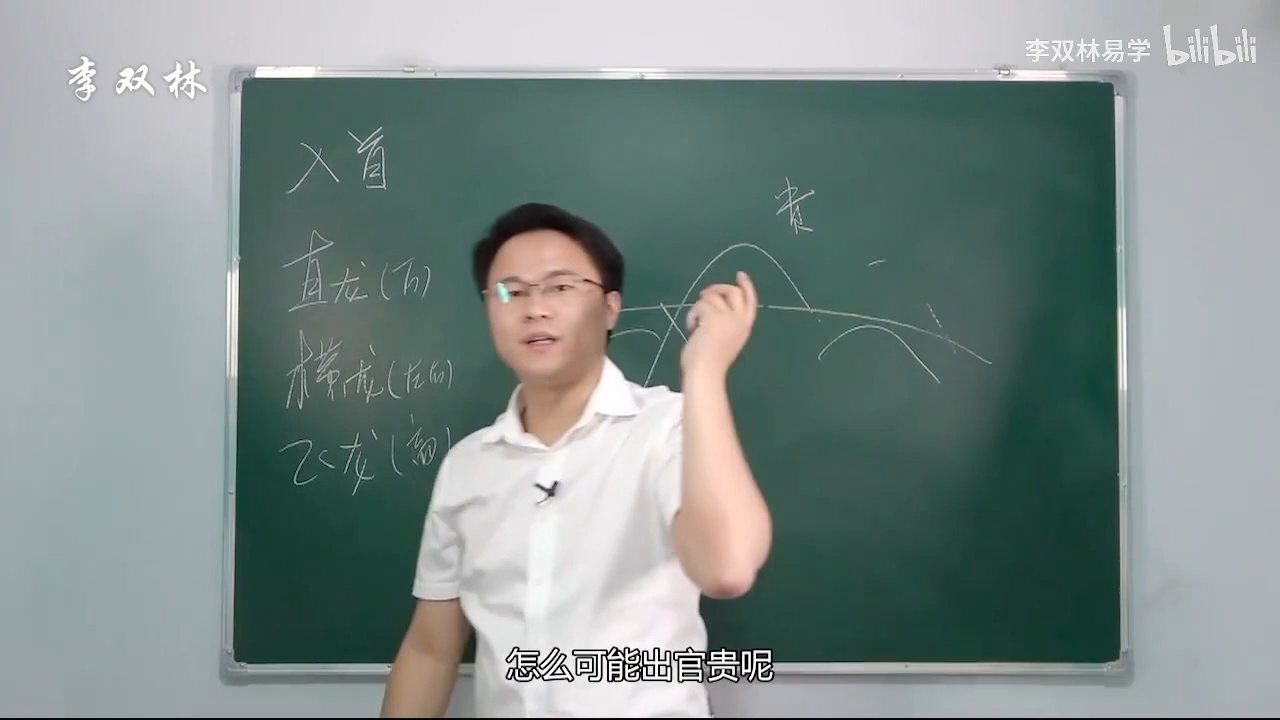 李双林易学 bilibili
李双林
入首
贵
直龙(后)
横龙(左右)
飞龙(高)
怎么可能出官贵呢